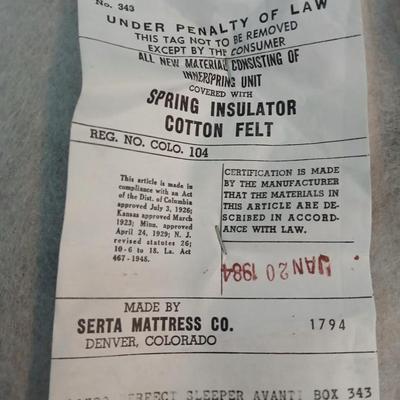 No. 343
UNDER PENALTY OF LAW
THIS TAG NOT TO BE REMOVED
EXCEPT BY THE CONSUMER
ALL NEW MATERIAL CONSISTING OF
INNERSPRING UNIT
COVERED WITH
SPRING INSULATOR
COTTON FELT
REG. NO. COLO. 104
This article is made in
compliance with an Act
of the Dist. of Columbia
approved July 3, 1926;
Kansas approved March
1923; Minn. approved
April 24, 1929; N. J.
revised statutes 26;
10-6 to 18. La. Act
467-1948.
CERTIFICATION IS MADE
BY THE MANUFACTURER
THAT THE MATERIALS IN
THIS ARTICLE ARE DE-
SCRIBED IN ACCORD-
ANCE WITH LAW.
JAN 20 1984
MADE BY
SERTA MATTRESS CO.
DENVER, COLORADO
1794
PERFECT SLEEPER AVANTI BOX 343